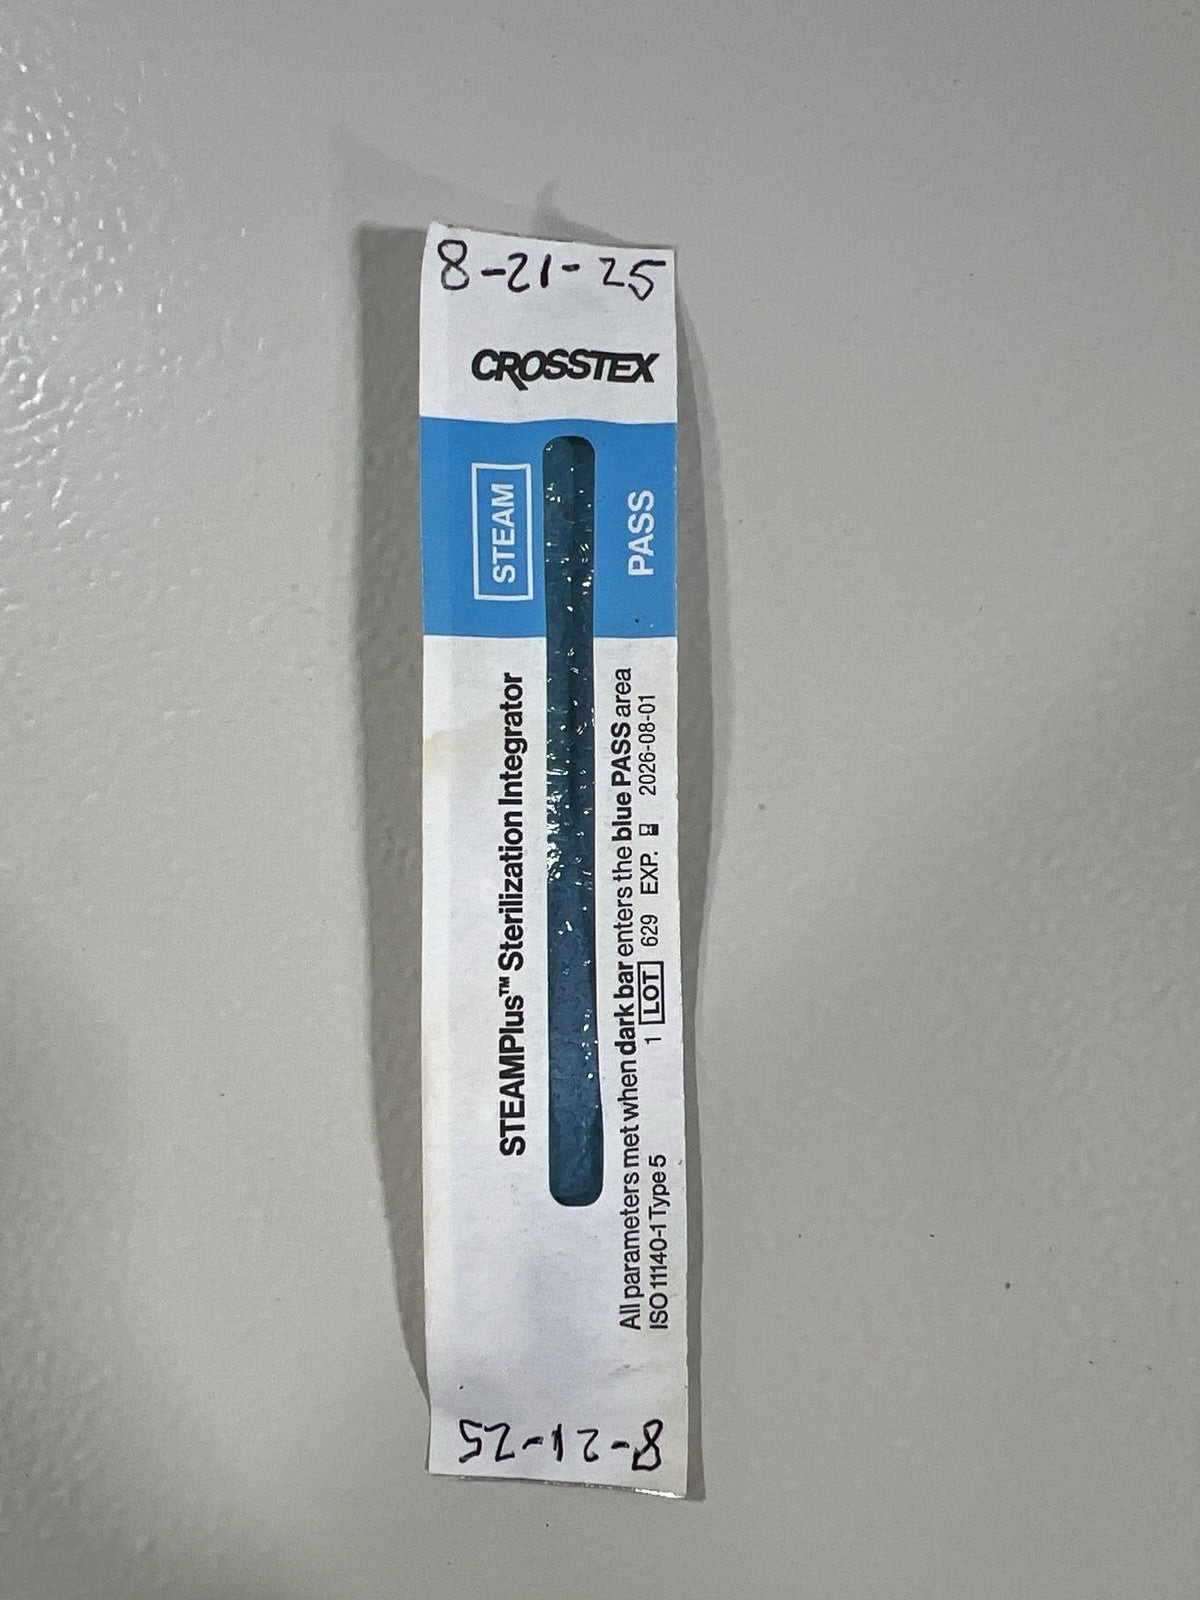 8-21-25
CROSSTEX
STEAM
PASS
STEAMPlus™ Sterilization Integrator
All parameters met when dark bar enters the blue PASS area
ISO 11140-1 Type 5 1 LOT 629 EXP. 2026-08-01
8-21-25